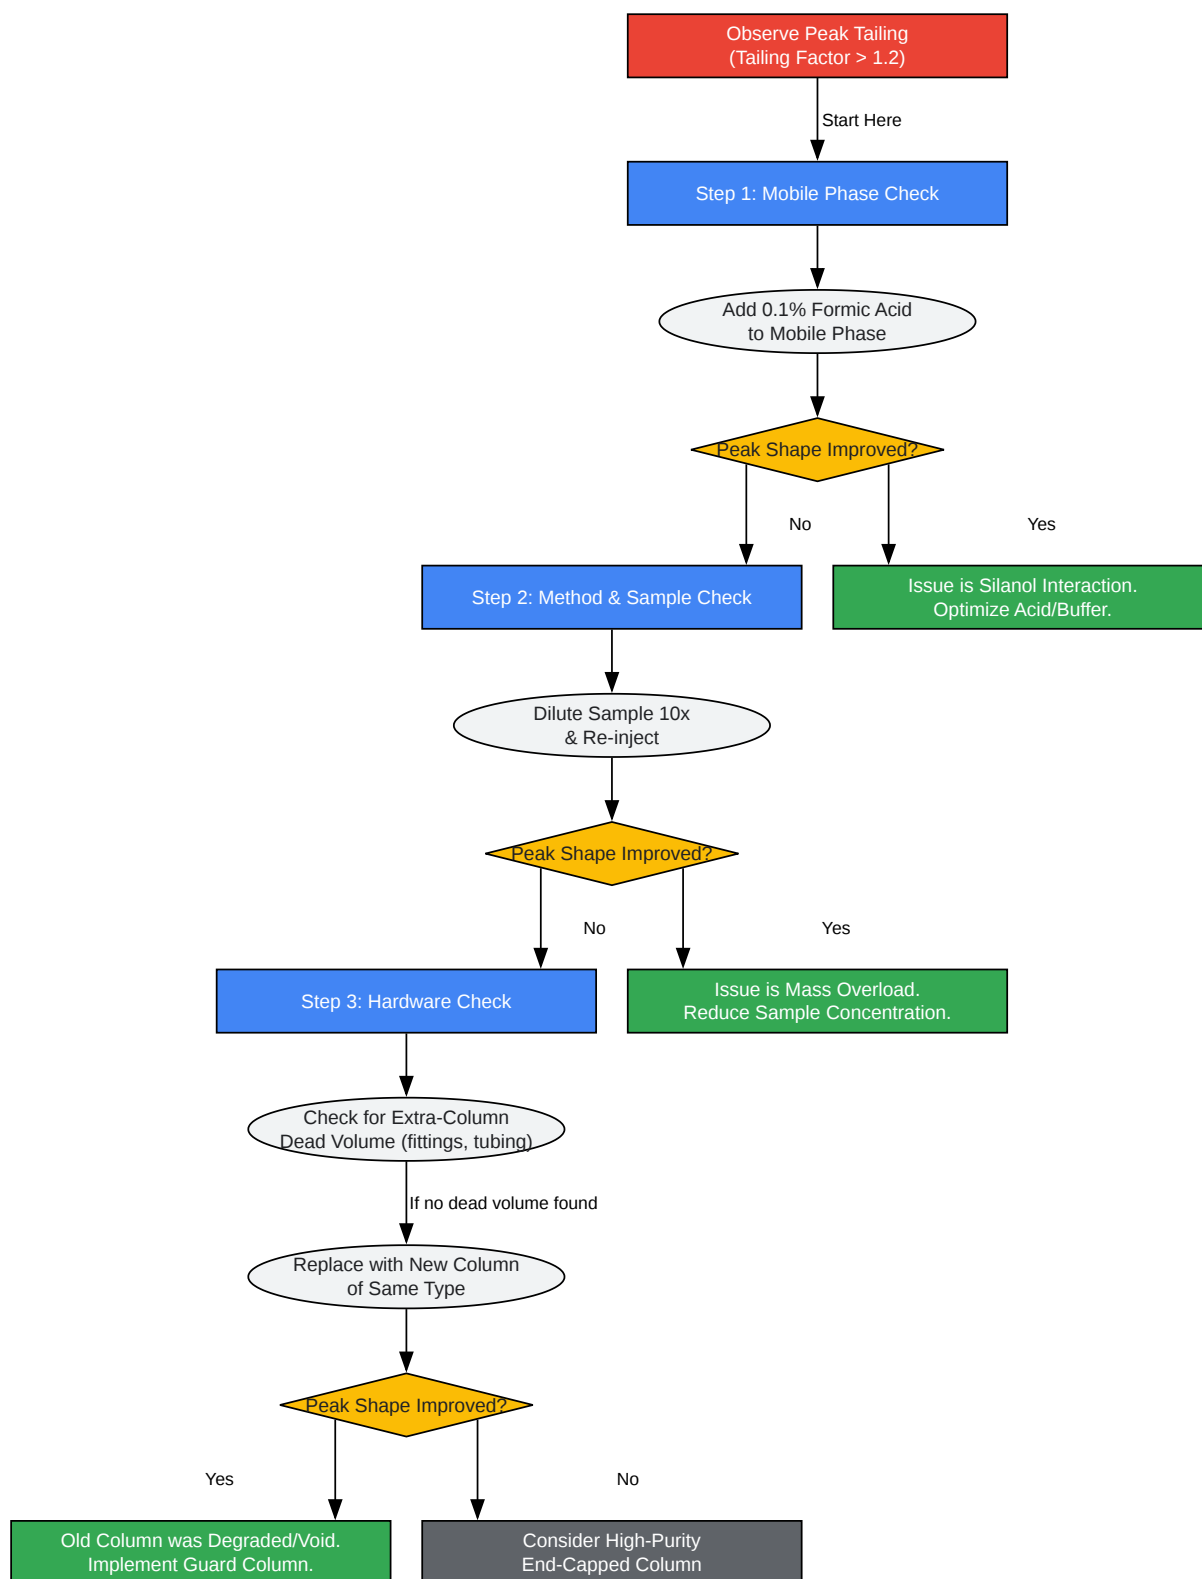 Observe Peak Tailing
(Tailing Factor > 1.2)
Start Here
Step 1: Mobile Phase Check
Add 0.1% Formic Acid
to Mobile Phase
Peak Shape Improved?
No
Yes
Step 2: Method & Sample Check
Issue is Silanol Interaction.
Optimize Acid/Buffer.
Dilute Sample 10x
& Re-inject
Peak Shape Improved?
No
Yes
Step 3: Hardware Check
Issue is Mass Overload.
Reduce Sample Concentration.
Check for Extra-Column
Dead Volume (fittings, tubing)
If no dead volume found
Replace with New Column
of Same Type
Peak Shape Improved?
Yes
No
Old Column was Degraded/Void.
Implement Guard Column.
Consider High-Purity
End-Capped Column